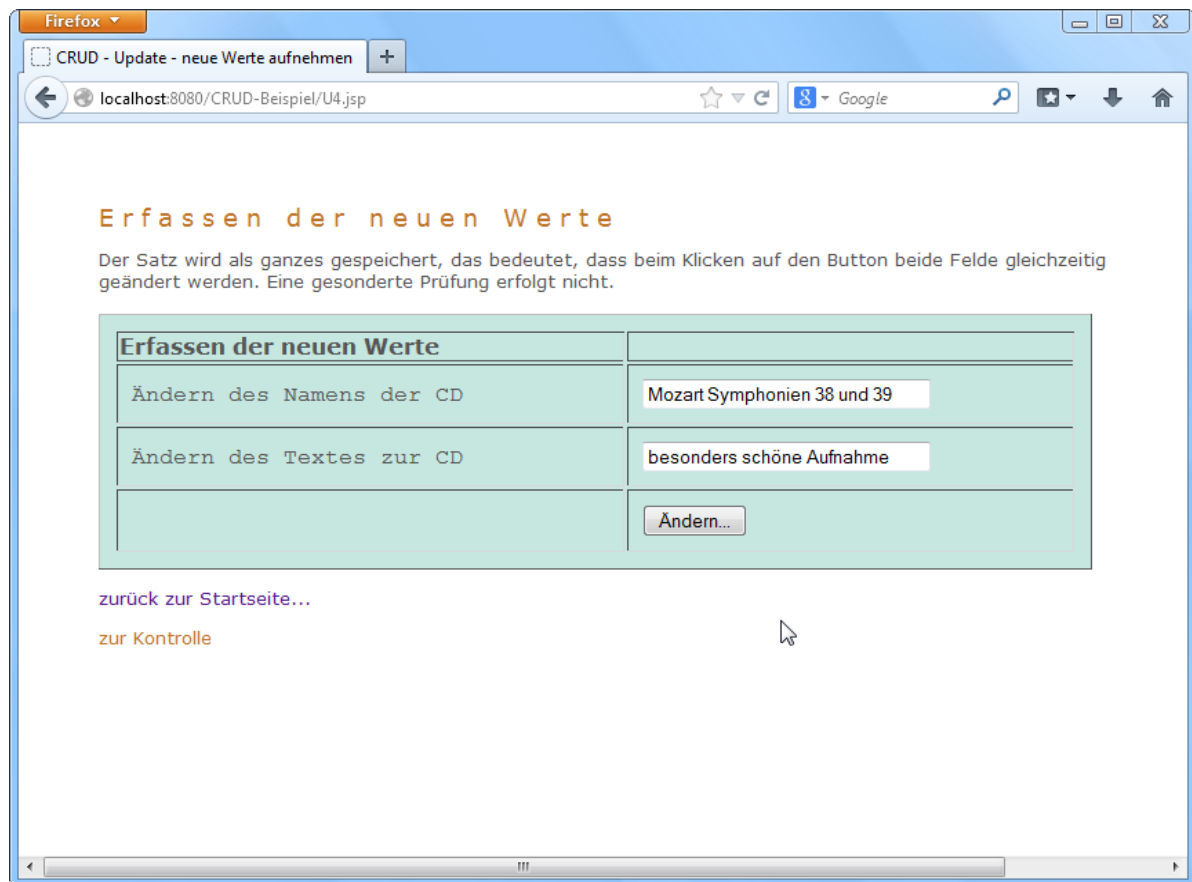 Firefox
CRUD - Update - neue Werte aufnehmen
localhost:8080/CRUD-Beispiel/U4.jsp
Google
Erfassen der neuen Werte
Der Satz wird als ganzes gespeichert, das bedeutet, dass beim Klicken auf den Button beide Felde gleichzeitig
geändert werden. Eine gesonderte Prüfung erfolgt nicht.
Erfassen der neuen Werte
Ändern des Namens der CD
Mozart Symphonien 38 und 39
Ändern des Textes zur CD
besonders schöne Aufnahme
Ändern...
zurück zur Startseite...
zur Kontrolle